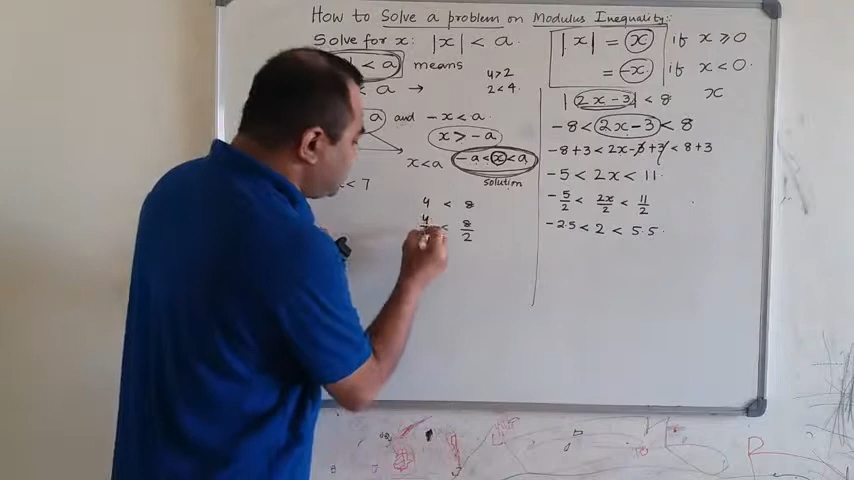 How to Solve a problem on Modulus Inequality:
Solve for x: |x| < a.
< a means
< a →
4>2
2<4.
a) and -x<a.
x > -a
x<a -a<x<a
solution
< 7
4 < 8
4 < 8/2
|x| = x if x ≥ 0
= -x if x < 0.
|2x-3| < 8 x
-8 < 2x-3 < 8
-8+3 < 2x-3+3 < 8+3
-5 < 2x < 11
-5/2 < 2x/2 < 11/2
-2.5 < 2 < 5.5